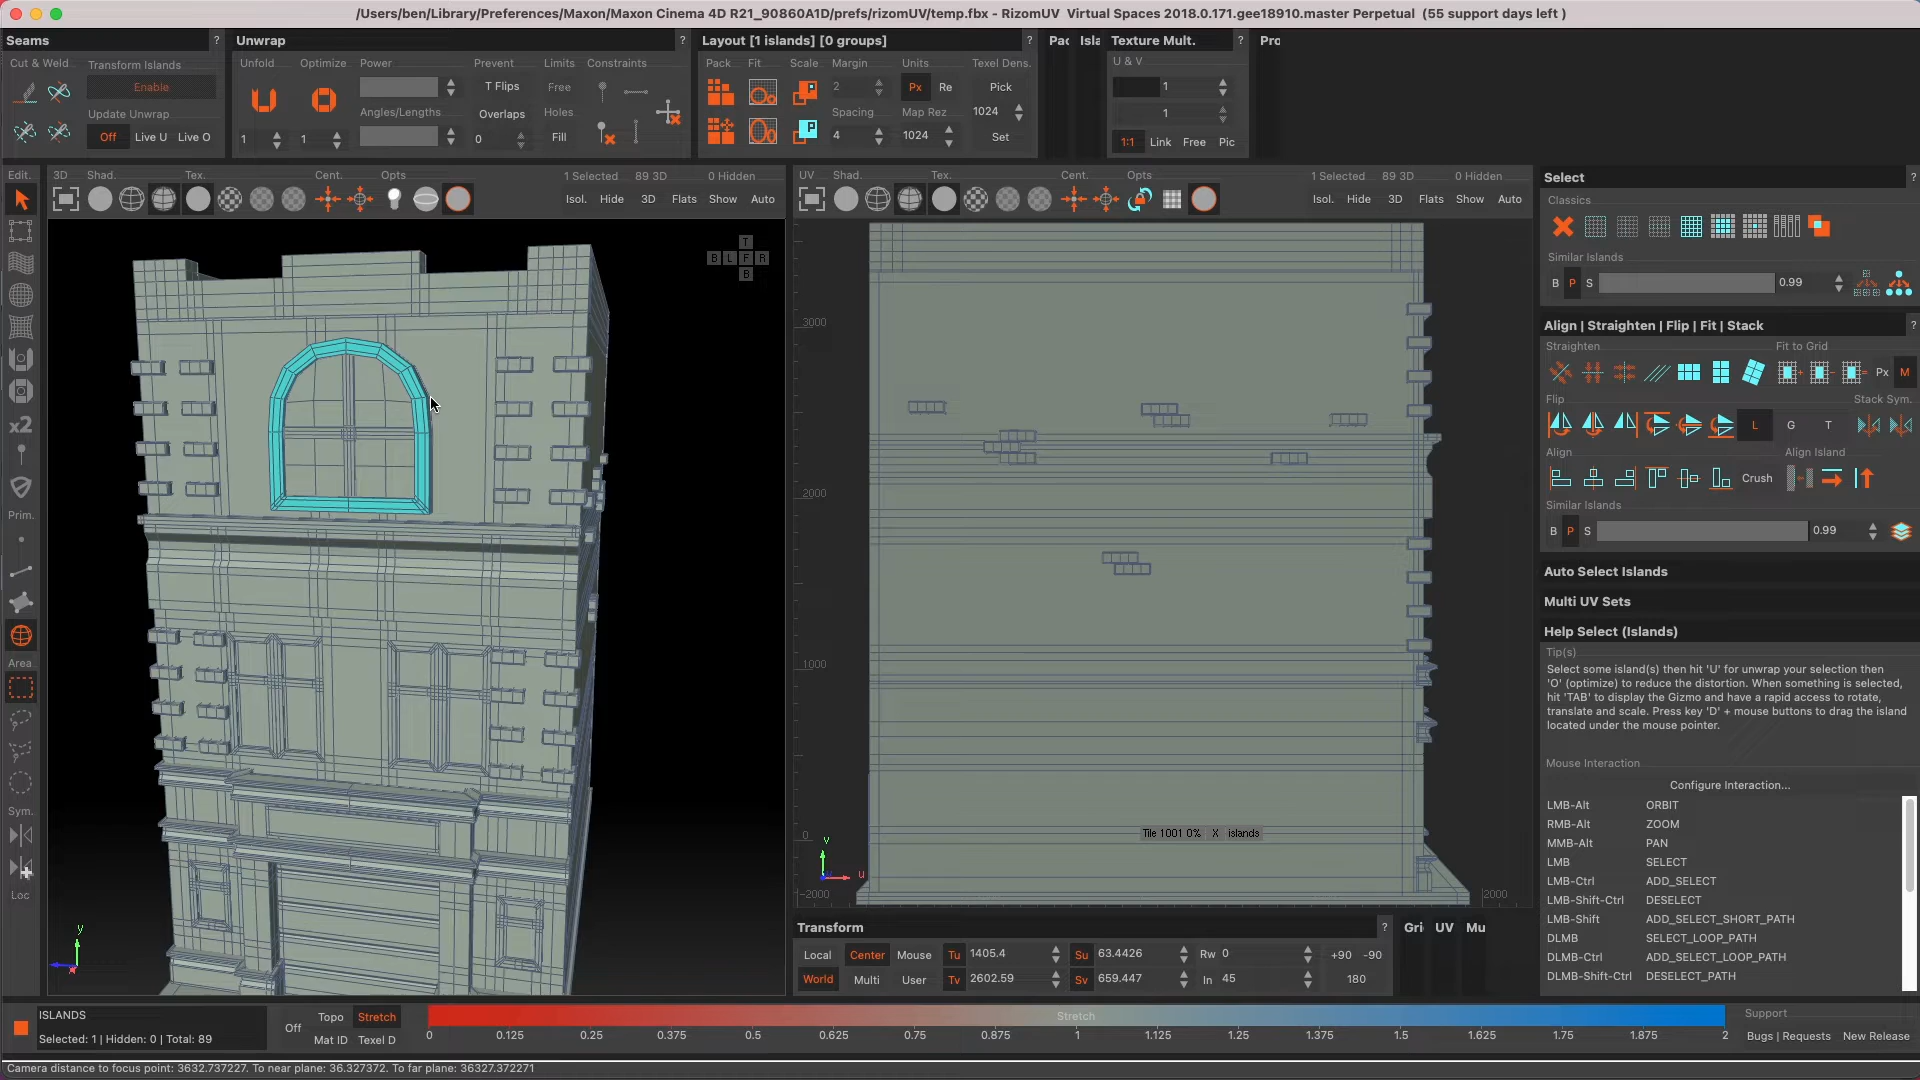 /Users/ben/Library/Preferences/Maxon/Maxon Cinema 4D R21_90860A1D/prefs/rizomUV/temp.fbx - RizomUV Virtual Spaces 2018.0.171.gee18910.master Perpetual (55 support days left )
Seams ? Unwrap ? Layout [1 islands] [0 groups] ? Pac Isla Texture Mult. ? Pro
Cut & Weld Transform Islands Unfold Optimize Power Prevent Limits Constraints Pack Fit Scale Margin Units Texel Dens. U & V
Enable T Flips Free 2 Px Re Pick 1
Update Unwrap Angles/Lengths Overlaps Holes Spacing Map Rez 1024 1
Off Live U Live O 1 1 0 Fill 4 1024 Set 1:1 Link Free Pic
Edit. 3D Shad. Tex. Cent. Opts 1 Selected 89 3D 0 Hidden
Isol. Hide 3D Flats Show Auto
UV Shad. Tex. Cent. Opts 1 Selected 89 3D 0 Hidden
Isol. Hide 3D Flats Show Auto
T
B L F R
B
x2
Prim.
Area
Sym.
Loc
y
3000
2000
1000
0
-2000
2000
v
u
Tile 1001 0% X islands
Select ?
Classics
Similar Islands
B P S 0.99
Align | Straighten | Flip | Fit | Stack ?
Straighten Fit to Grid
Px M
Flip Stack Sym.
L G T
Align Align Island
Crush
Similar Islands
B P S 0.99
Auto Select Islands
Multi UV Sets
Help Select (Islands)
Tip(s)
Select some island(s) then hit 'U' for unwrap your selection then
'O' (optimize) to reduce the distortion. When something is selected,
hit 'TAB' to display the Gizmo and have a rapid access to rotate,
translate and scale. Press key 'D' + mouse buttons to drag the island
located under the mouse pointer.
Mouse Interaction
Configure Interaction...
LMB-Alt ORBIT
RMB-Alt ZOOM
MMB-Alt PAN
LMB SELECT
LMB-Ctrl ADD_SELECT
LMB-Shift-Ctrl DESELECT
LMB-Shift ADD_SELECT_SHORT_PATH
DLMB SELECT_LOOP_PATH
DLMB-Ctrl ADD_SELECT_LOOP_PATH
DLMB-Shift-Ctrl DESELECT_PATH
Transform ? Gri UV Mu
Local Center Mouse Tu 1405.4 Su 63.4426 Rw 0 +90 -90
World Multi User Tv 2602.59 Sv 659.447 In 45 180
ISLANDS
Selected: 1 | Hidden: 0 | Total: 89
Off Topo Stretch
Mat ID Texel D
Stretch
0 0.125 0.25 0.375 0.5 0.625 0.75 0.875 1 1.125 1.25 1.375 1.5 1.625 1.75 1.875 2
Support
Bugs | Requests New Release
Camera distance to focus point: 3632.737227. To near plane: 36.327372. To far plane: 36327.372271